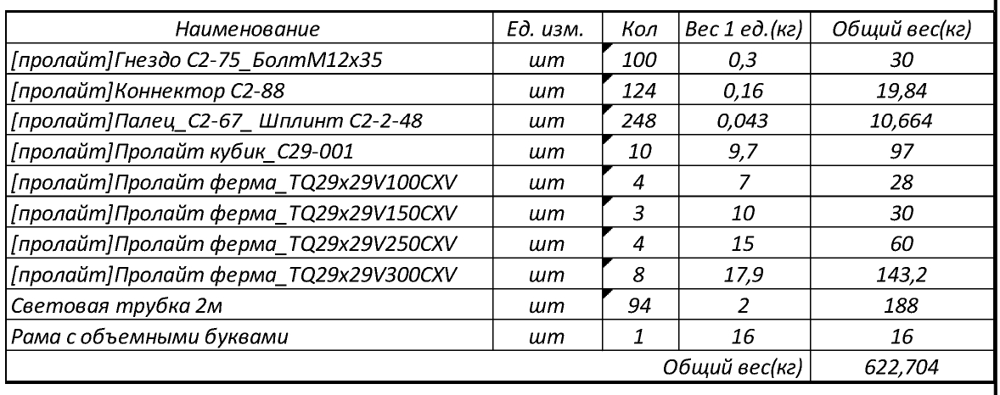 Наименование Ед. изм. Кол Вес 1 ед.(кг) Общий вес(кг)
[пролайт]Гнездо С2-75_БолтМ12х35 шт 100 0,3 30
[пролайт]Коннектор С2-88 шт 124 0,16 19,84
[пролайт]Палец_С2-67_ Шплинт С2-2-48 шт 248 0,043 10,664
[пролайт]Пролайт кубик_С29-001 шт 10 9,7 97
[пролайт]Пролайт ферма_TQ29x29V100CXV шт 4 7 28
[пролайт]Пролайт ферма_TQ29x29V150CXV шт 3 10 30
[пролайт]Пролайт ферма_TQ29x29V250CXV шт 4 15 60
[пролайт]Пролайт ферма_TQ29x29V300CXV шт 8 17,9 143,2
Световая трубка 2м шт 94 2 188
Рама с объемными буквами шт 1 16 16
Общий вес(кг) 622,704